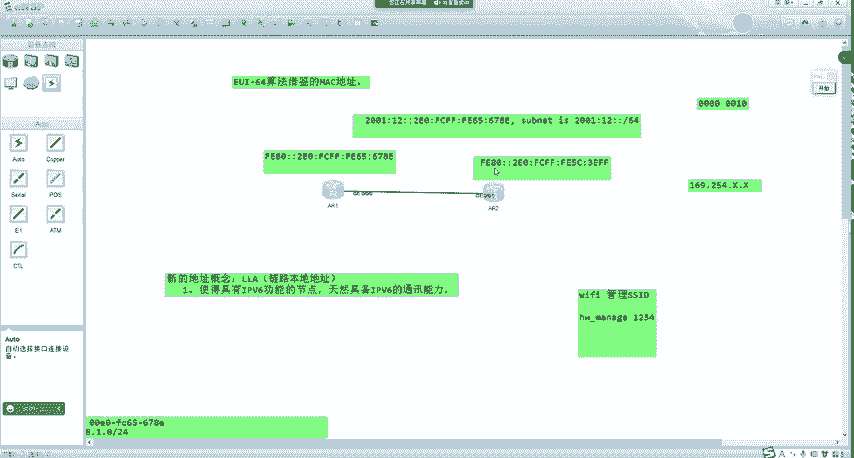 EUI-64算法借鉴的MAC地址。
0000 0010
2001:12::2E0:FCFF:FE65:678E, subnet is 2001:12::/64
FE80::2E0:FCFF:FE65:678E
FE80::2E0:FCFF:FE5C:3EFF
169.254.X.X
AR1
AR2
Auto
Auto
Copper
Serial
POS
E1
ATM
CTL
新的地址概念：LLA（链路本地地址）
1. 使得具有IPV6功能的节点，天然具备IPV6的通讯能力.
wifi 管理SSID
hw_manage 1234
Auto
自动选择接口连接设备。
00e0-fc65-678e
8.1.0/24